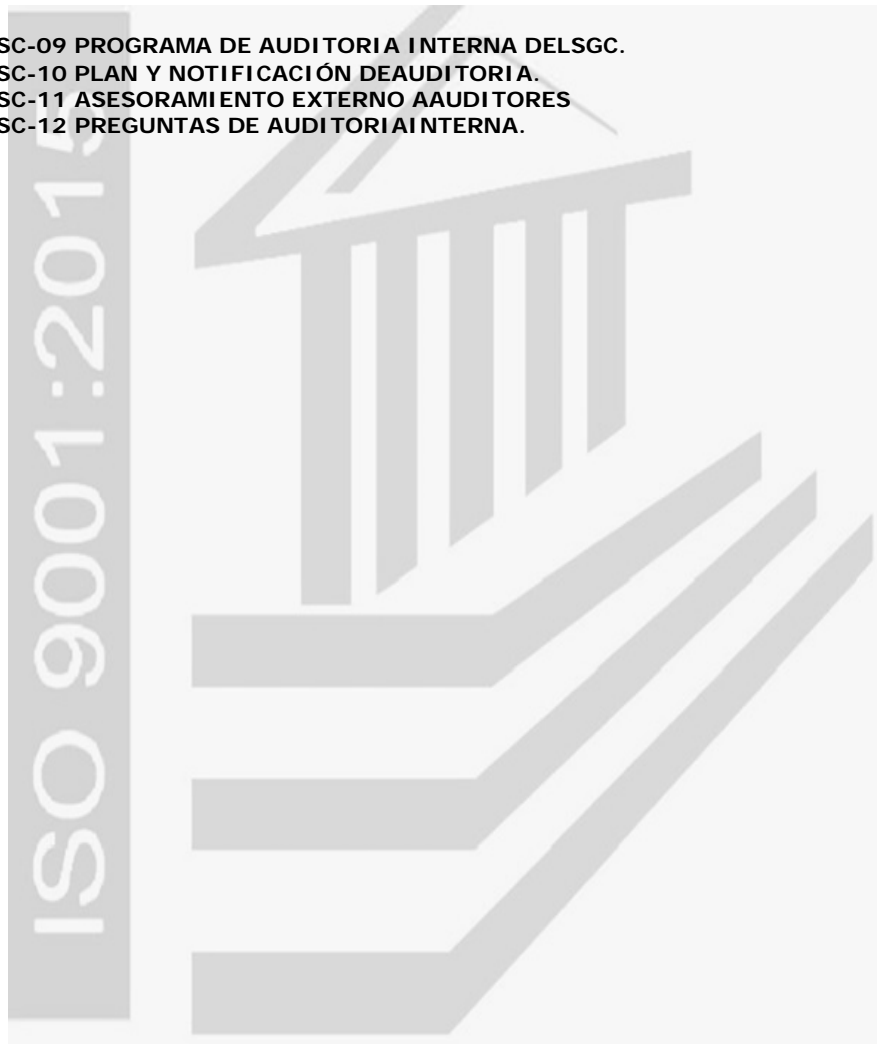 SC-09 PROGRAMA DE AUDITORIA INTERNA DELSGC.
SC-10 PLAN Y NOTIFICACIÓN DEAUDITORIA.
SC-11 ASESORAMIENTO EXTERNO AAUDITORES
SC-12 PREGUNTAS DE AUDITORIAINTERNA.
ISO 9001:2015